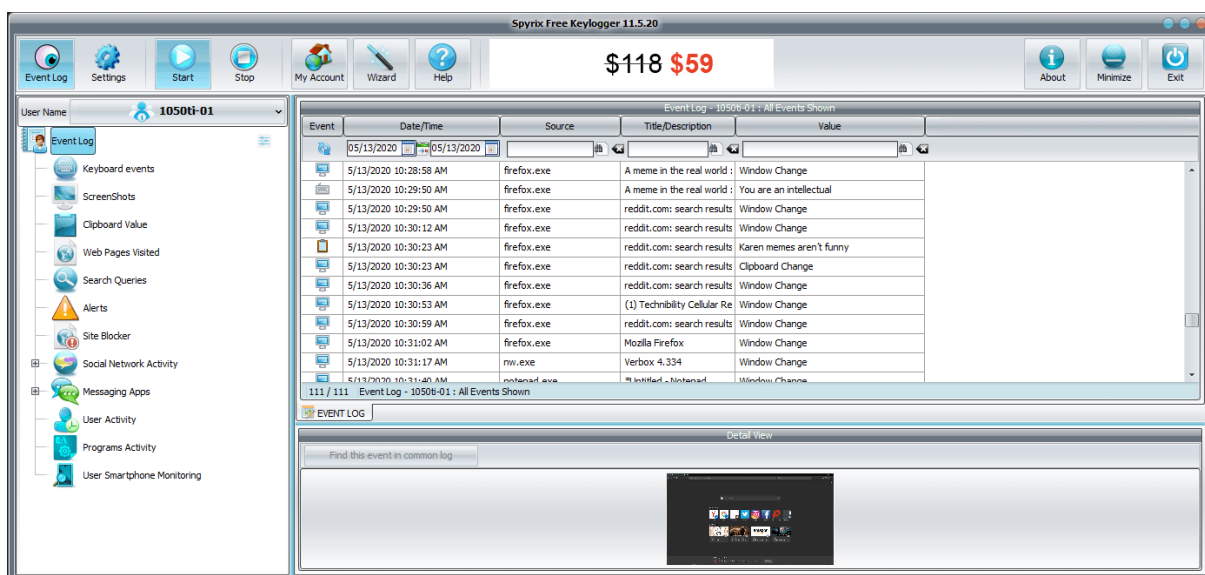 Spyrix Free Keylogger 11.5.20
Event Log Settings Start Stop My Account Wizard Help $118 $59 About Minimize Exit
User Name 1050ti-01
Event Log
Keyboard events
ScreenShots
Clipboard Value
Web Pages Visited
Search Queries
Alerts
Site Blocker
Social Network Activity
Messaging Apps
User Activity
Programs Activity
User Smartphone Monitoring
Event Log - 1050ti-01 : All Events Shown
Event Date/Time Source Title/Description Value
05/13/2020 05/13/2020
5/13/2020 10:28:58 AM firefox.exe A meme in the real world : Window Change
5/13/2020 10:29:50 AM firefox.exe A meme in the real world : You are an intellectual
5/13/2020 10:29:50 AM firefox.exe reddit.com: search results Window Change
5/13/2020 10:30:12 AM firefox.exe reddit.com: search results Window Change
5/13/2020 10:30:23 AM firefox.exe reddit.com: search results Karen memes aren't funny
5/13/2020 10:30:23 AM firefox.exe reddit.com: search results Clipboard Change
5/13/2020 10:30:36 AM firefox.exe reddit.com: search results Window Change
5/13/2020 10:30:53 AM firefox.exe (1) Technibility Cellular Re Window Change
5/13/2020 10:30:59 AM firefox.exe reddit.com: search results Window Change
5/13/2020 10:31:02 AM firefox.exe Mozilla Firefox Window Change
5/13/2020 10:31:17 AM nw.exe Verbox 4.334 Window Change
5/13/2020 10:31:40 AM notepad.exe *Untitled - Notepad Window Change
111 / 111 Event Log - 1050ti-01 : All Events Shown
EVENT LOG
Detail View
Find this event in common log